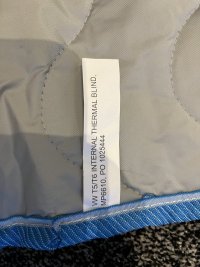 VW T5/T6 INTERNAL THERMAL BLIND.
MP6610. PO 1025444